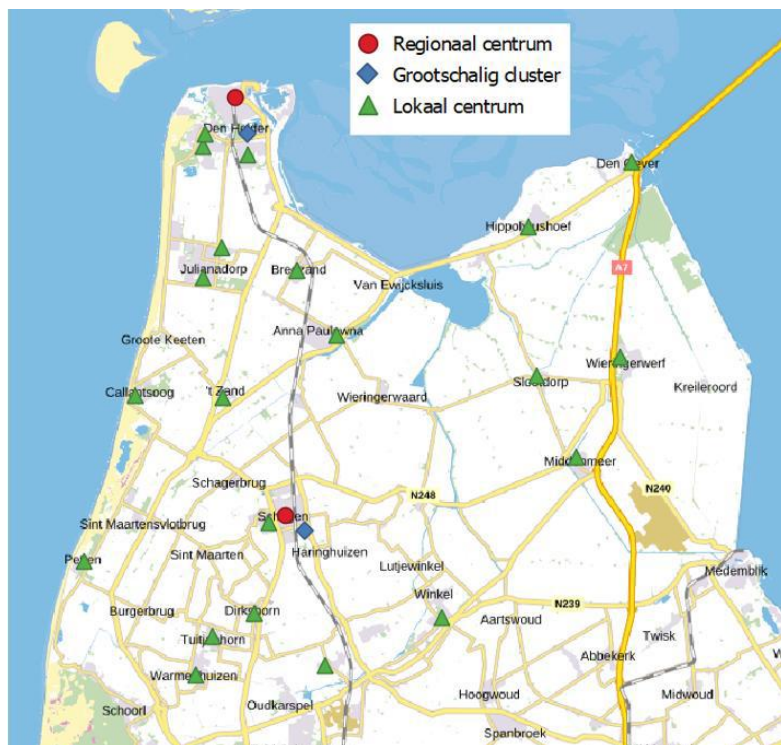 Regionaal centrum
Grootschalig cluster
Lokaal centrum
Den Helder
Den Oever
Hippolytushoef
Julianadorp
Breezand
A7
Van Ewijcksluis
Anna Paulowna
Groote Keeten
Wieringerwerf
Slootdorp
Kreileroord
Callantsoog
't Zand
Wieringerwaard
Middenmeer
Schagerbrug
N248
N240
Schagen
Sint Maartensvlotbrug
Haringhuizen
Sint Maarten
Petten
Lutjewinkel
Medemblik
Winkel
N239
Burgerbrug
Dirkshorn
Aartswoud
Tuitjenhorn
Twisk
Abbekerk
Warmenhuizen
Hoogwoud
Midwoud
Schoorl
Oudkarspel
Spanbroek